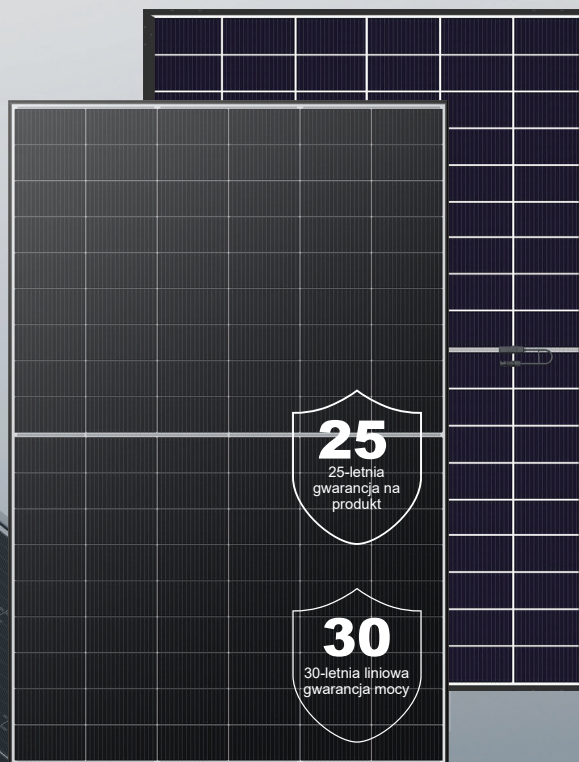 25
25-letnia
gwarancja na
produkt
30
30-letnia liniowa
gwarancja mocy